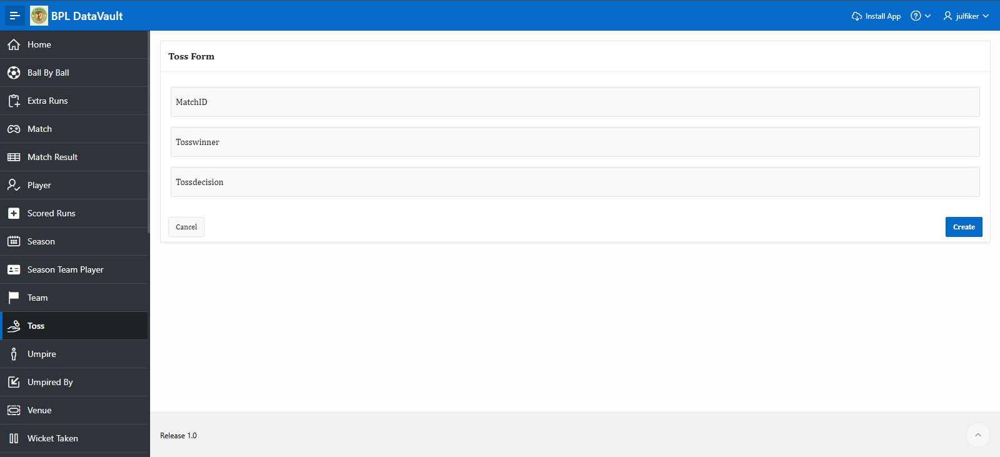 BPL DataVault
Install App
julfiker
Home
Ball By Ball
Extra Runs
Match
Match Result
Player
Scored Runs
Season
Season Team Player
Team
Toss
Umpire
Umpired By
Venue
Wicket Taken
Toss Form
MatchID
Tosswinner
Tossdecision
Cancel
Create
Release 1.0